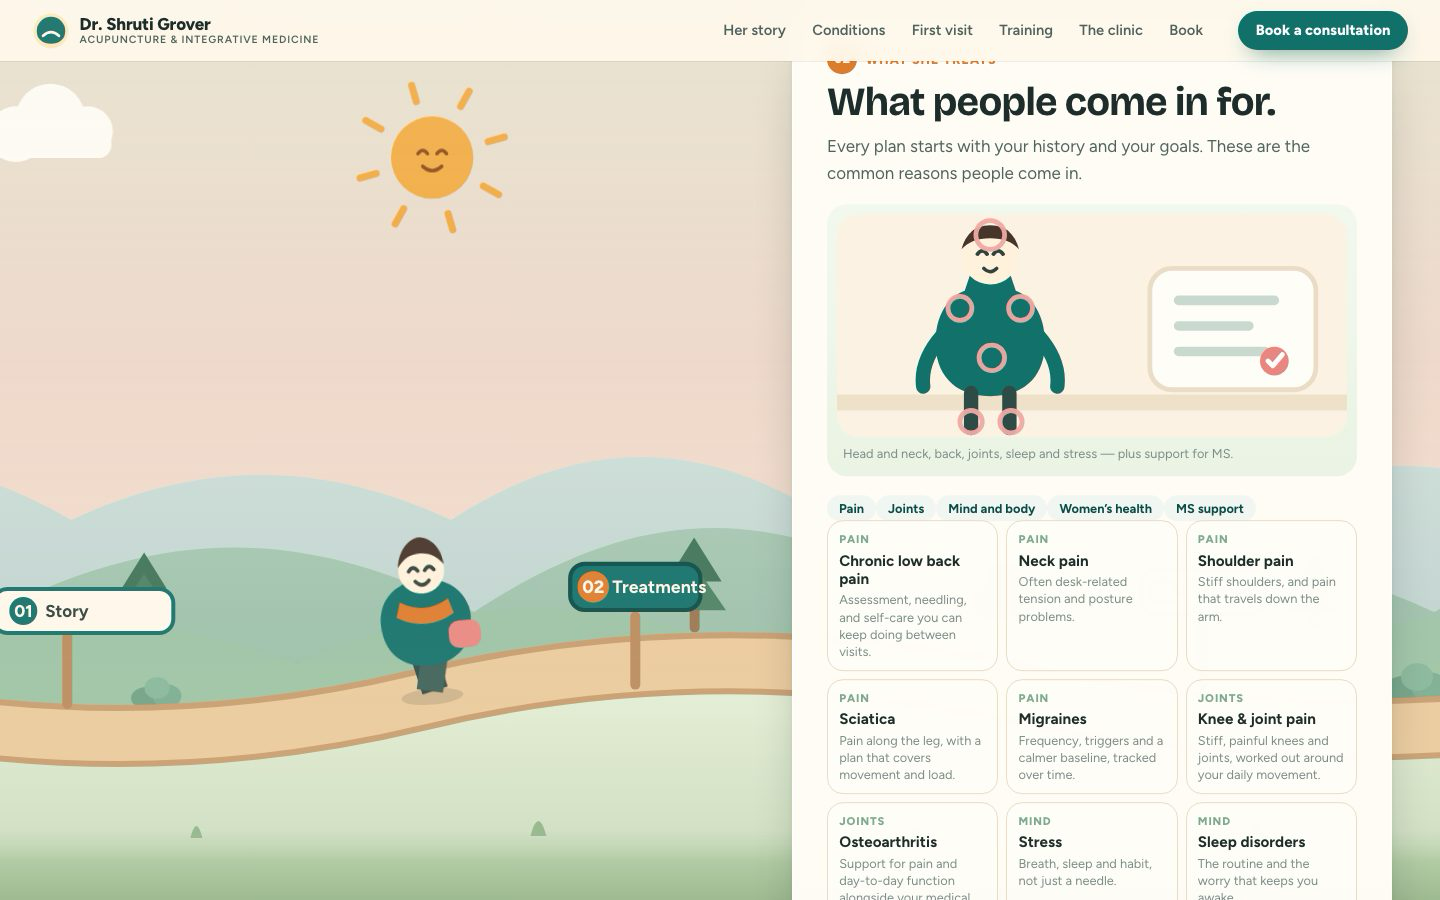 Dr. Shruti Grover
ACUPUNCTURE & INTEGRATIVE MEDICINE
Her story
Conditions
First visit
Training
The clinic
Book
Book a consultation
02 WHAT SHE TREATS
What people come in for.
Every plan starts with your history and your goals. These are the
common reasons people come in.
Head and neck, back, joints, sleep and stress — plus support for MS.
01 Story
02 Treatments
Pain
Joints
Mind and body
Women’s health
MS support
PAIN
Chronic low back
pain
Assessment, needling,
and self-care you can
keep doing between
visits.
PAIN
Neck pain
Often desk-related
tension and posture
problems.
PAIN
Shoulder pain
Stiff shoulders, and pain
that travels down the
arm.
PAIN
Sciatica
Pain along the leg, with a
plan that covers
movement and load.
PAIN
Migraines
Frequency, triggers and a
calmer baseline, tracked
over time.
JOINTS
Knee & joint pain
Stiff, painful knees and
joints, worked out around
your daily movement.
JOINTS
Osteoarthritis
Support for pain and
day-to-day function
alongside your medical
MIND
Stress
Breath, sleep and habit,
not just a needle.
MIND
Sleep disorders
The routine and the
worry that keeps you
awake.